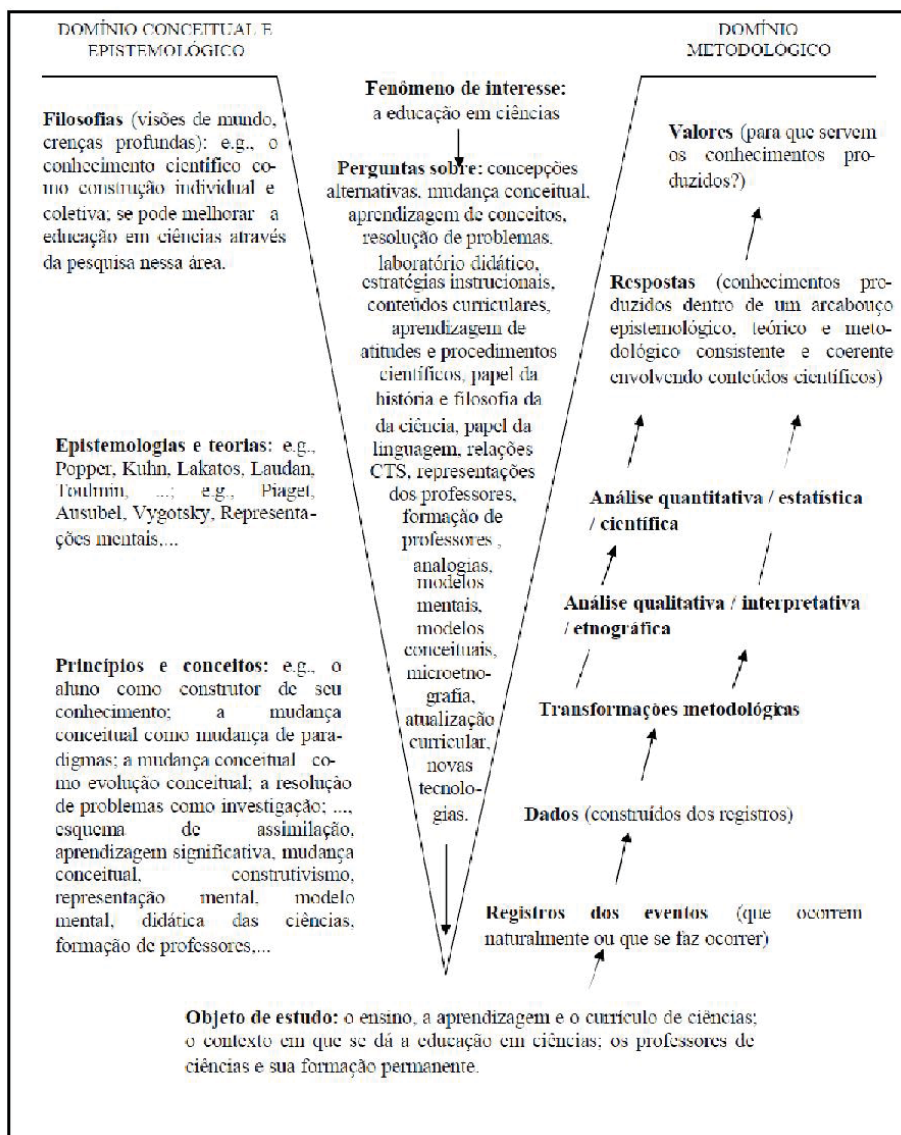 DOMÍNIO CONCEITUAL E
EPISTEMOLÓGICO
Filosofias (visões de mundo,
crenças profundas): e.g., o
conhecimento científico co-
mo construção individual e
coletiva; se pode melhorar a
educação em ciências através
da pesquisa nessa área.
Epistemologias e teorias: e.g.,
Popper, Kuhn, Lakatos, Laudan,
Toulmin, ...; e.g., Piaget,
Ausubel, Vygotsky, Representa-
ções mentais,...
Princípios e conceitos: e.g., o
aluno como construtor de seu
conhecimento; a mudança
conceitual como mudança de para-
digmas; a mudança conceitual co-
mo evolução conceitual; a resolução
de problemas como investigação; ...,
esquema de assimilação,
aprendizagem significativa, mudança
conceitual, construtivismo,
representação mental, modelo
mental, didática das ciências,
formação de professores,...
Fenômeno de interesse:
a educação em ciências
Perguntas sobre: concepções
alternativas, mudança conceitual,
aprendizagem de conceitos,
resolução de problemas,
laboratório didático,
estratégias instrucionais,
conteúdos curriculares,
aprendizagem de
atitudes e procedimentos
científicos, papel da
história e filosofia da
da ciência, papel da
linguagem, relações
CTS, representações
dos professores,
formação de
professores ,
analogias,
modelos
mentais,
modelos
conceituais,
microetno-
grafia,
atualização
curricular,
novas
tecnolo-
gias.
DOMÍNIO
METODOLÓGICO
Valores (para que servem
os conhecimentos pro-
duzidos?)
Respostas (conhecimentos pro-
duzidos dentro de um arcabouço
epistemológico, teórico e meto-
dológico consistente e coerente
envolvendo conteúdos científicos)
Análise quantitativa / estatística
/ científica
Análise qualitativa / interpretativa
/ etnográfica
Transformações metodológicas
Dados (construídos dos registros)
Registros dos eventos (que ocorrem
naturalmente ou que se faz ocorrer)
Objeto de estudo: o ensino, a aprendizagem e o currículo de ciências;
o contexto em que se dá a educação em ciências; os professores de
ciências e sua formação permanente.